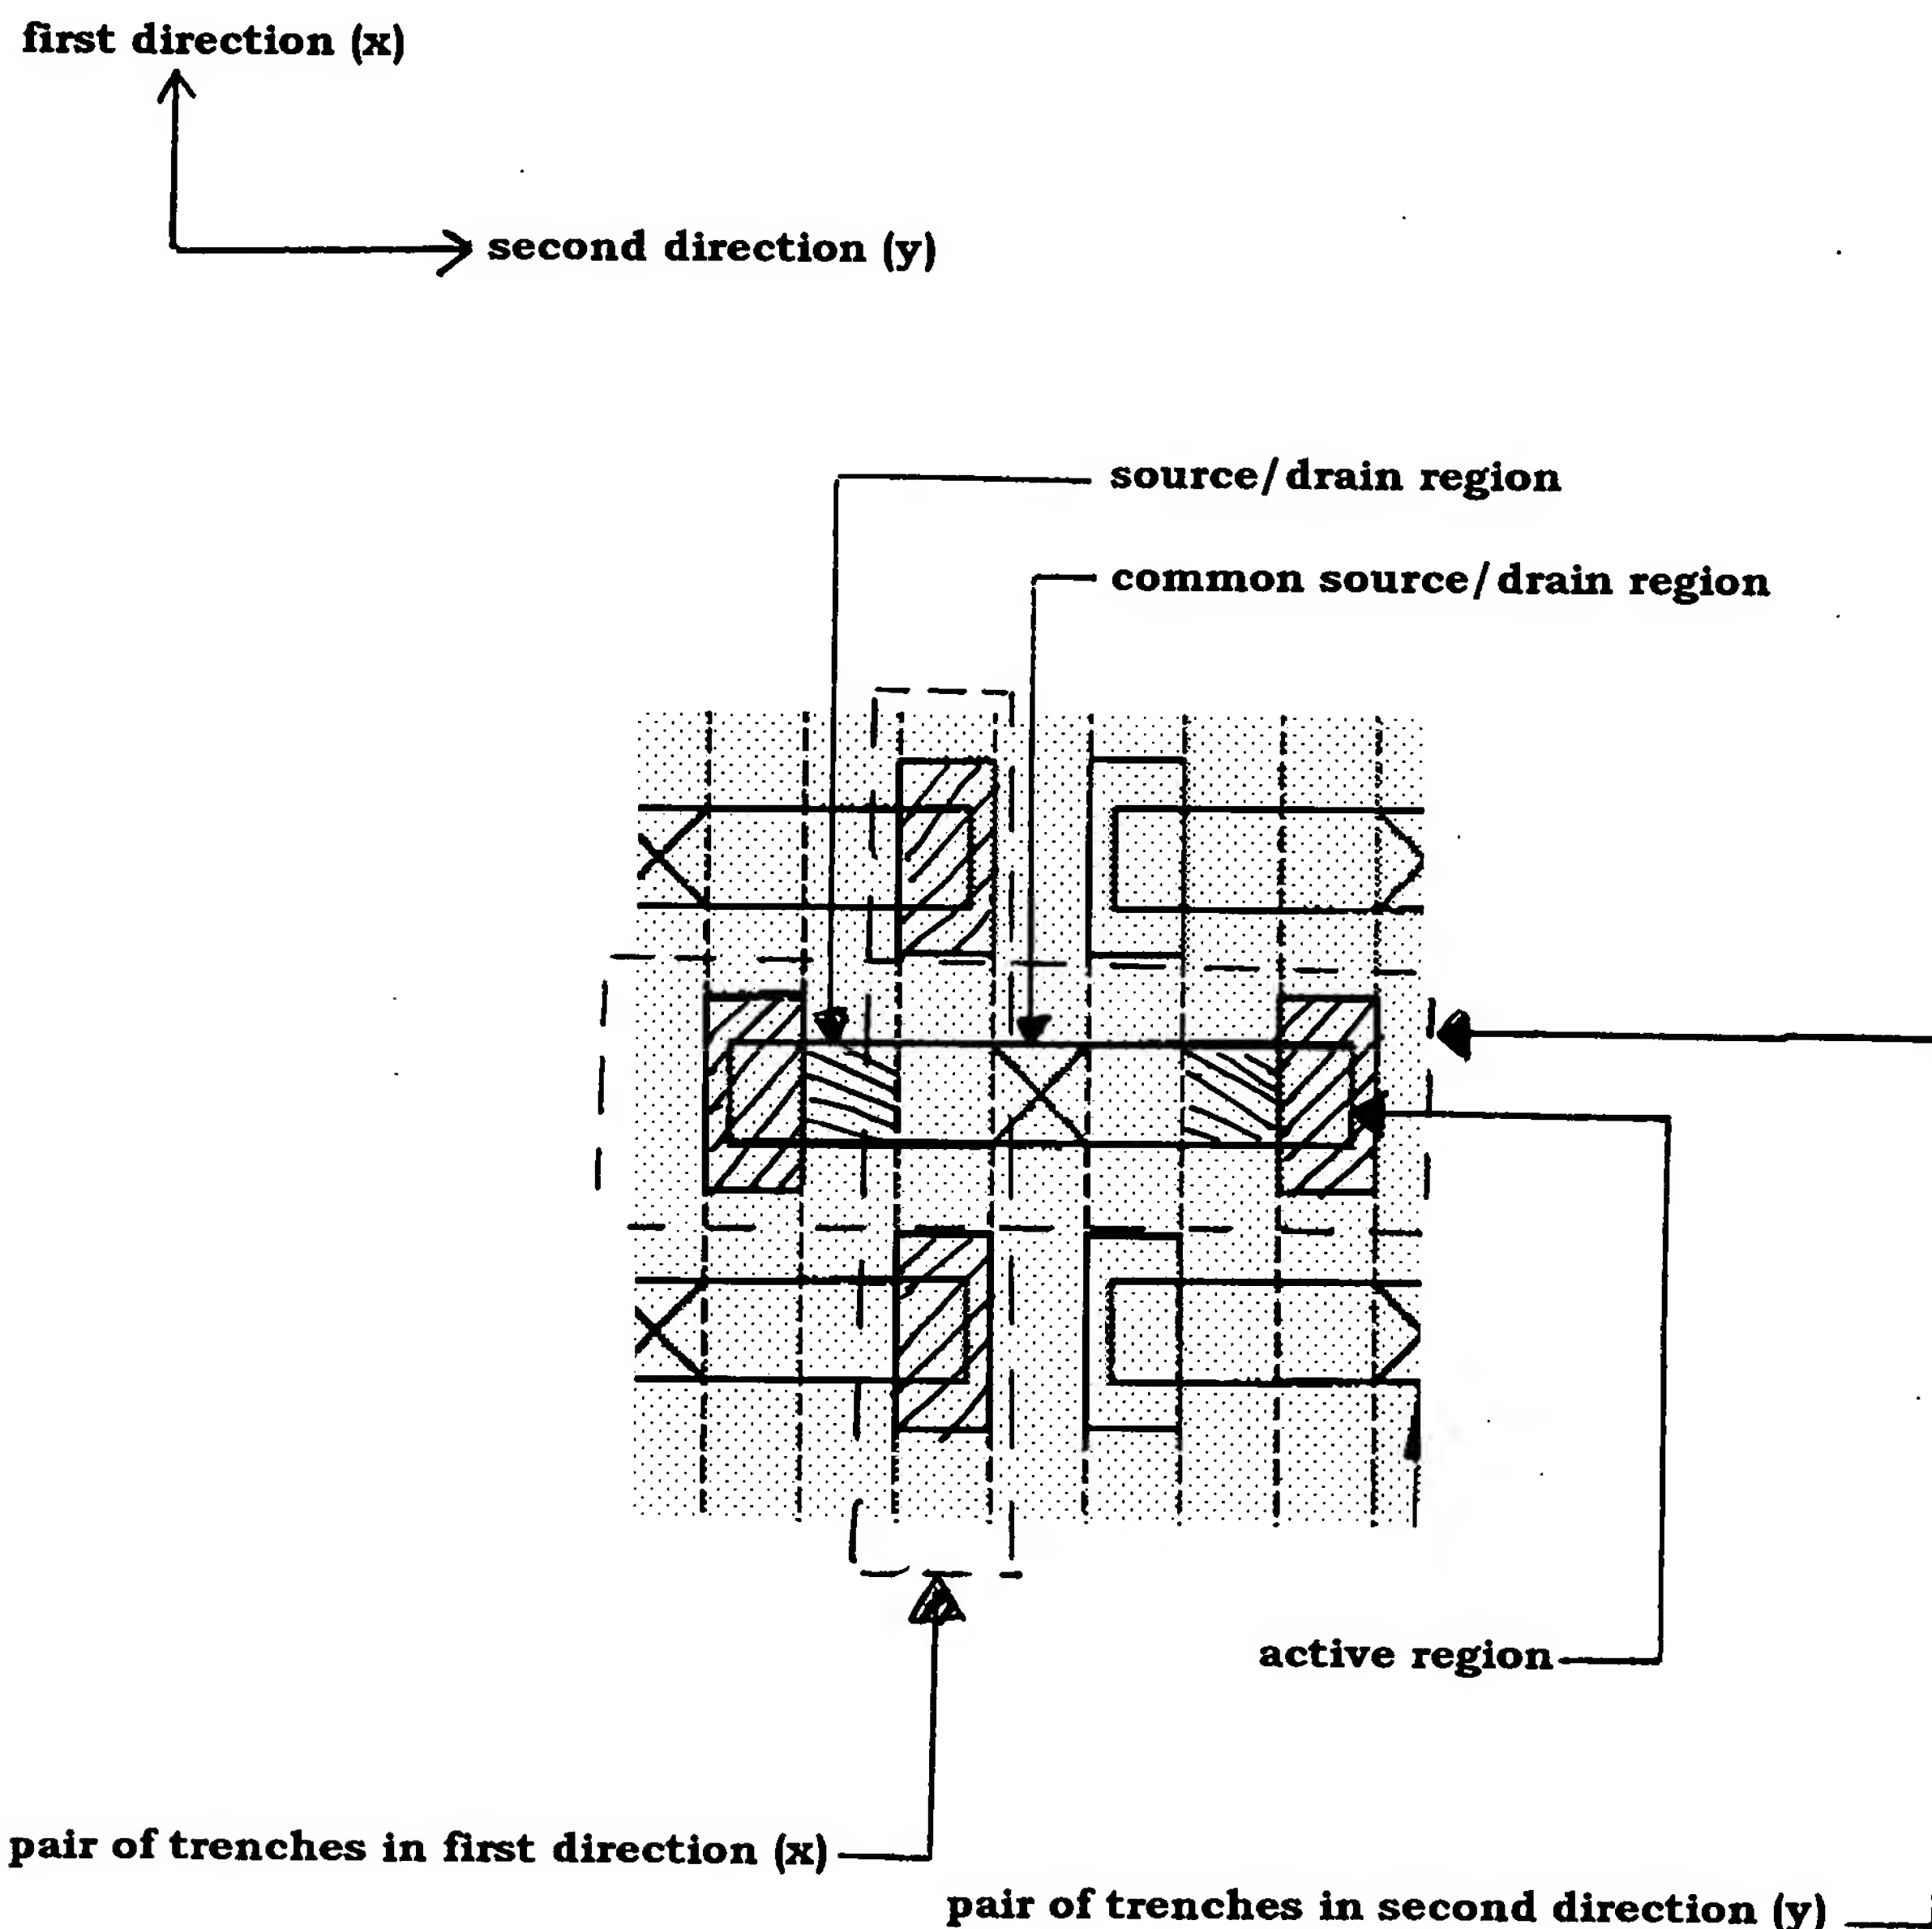 first direction (x)
second direction (y)
source/drain region
common source/drain region
active region
pair of trenches in first direction (x)
pair of trenches in second direction (y)